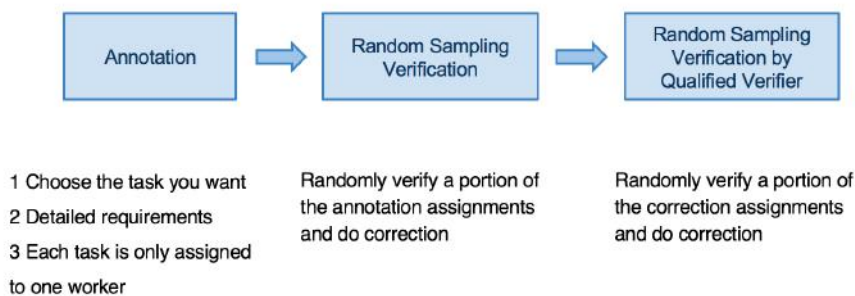 Annotation
Random Sampling
Verification
Random Sampling
Verification by
Qualified Verifier
1 Choose the task you want
2 Detailed requirements
3 Each task is only assigned
to one worker
Randomly verify a portion of
the annotation assignments
and do correction
Randomly verify a portion of
the correction assignments
and do correction